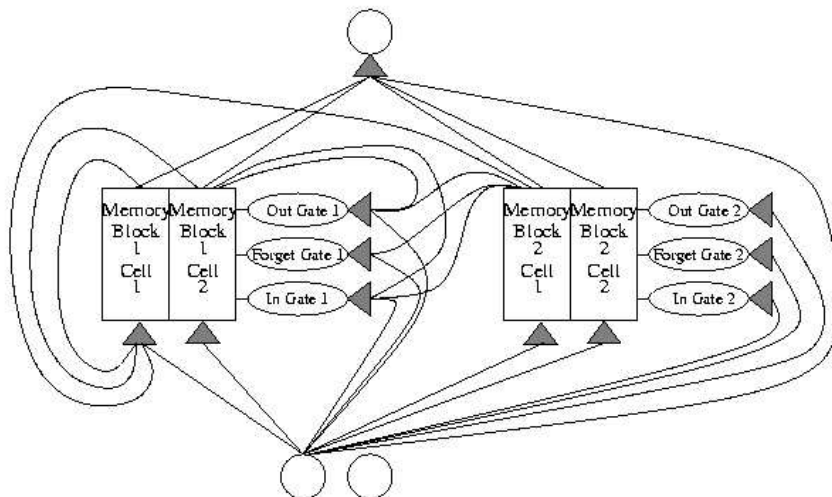 Memory
Block
1
Cell
1
Memory
Block
1
Cell
2
Out Gate 1
Forget Gate 1
In Gate 1
Memory
Block
2
Cell
1
Memory
Block
2
Cell
2
Out Gate 2
Forget Gate 2
In Gate 2